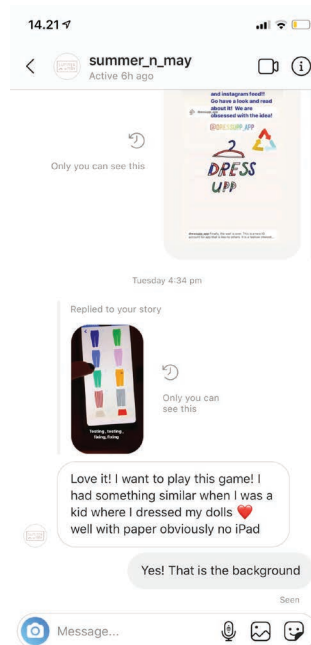 14.21
summer_n_may
Active 6h ago
and instagram feed!!
Go have a look and read
about it! We are
obsessed with the idea!
@DRESSUPP_APP
Only you can see this
DRESS
UPP
Tuesday 4:34 pm
Replied to your story
Testing, testing,
fixing, fixing
Only you can
see this
Love it! I want to play this game! I
had something similar when I was a
kid where I dressed my dolls ❤️
well with paper obviously no iPad
Yes! That is the background
Seen
Message...